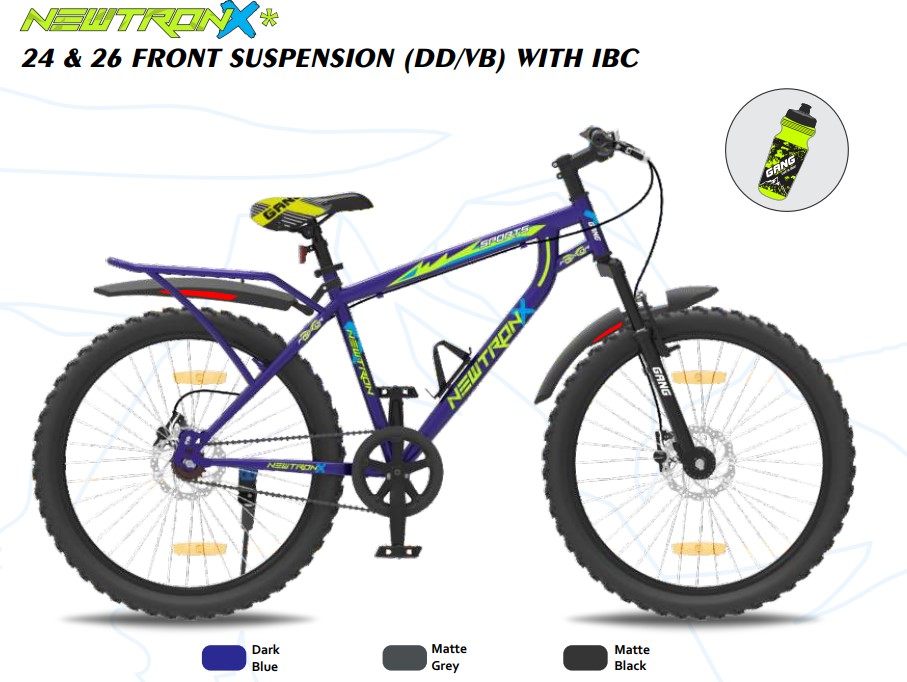 NEWTRONX*
24 & 26 FRONT SUSPENSION (DD/VB) WITH IBC
GANG
GANG
GANG
SPORTS
NEWTRON
NEWTRONX
GANG
NEWTRONX
Dark
Blue
Matte
Grey
Matte
Black